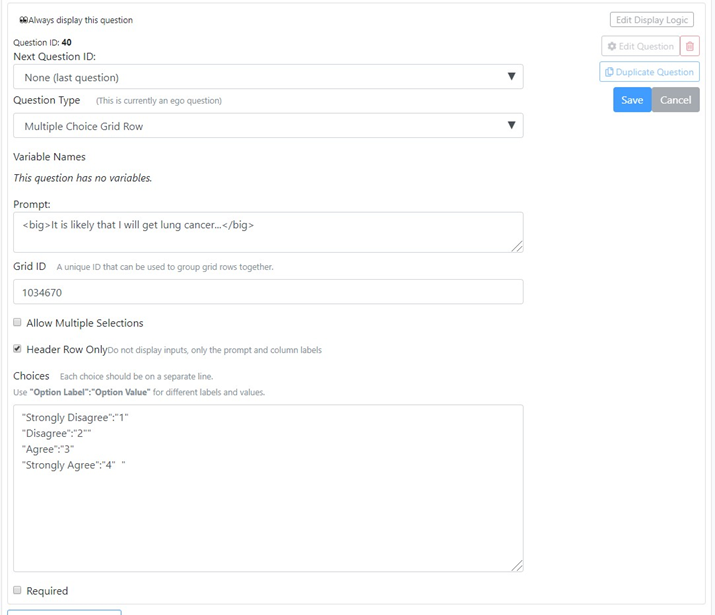 Always display this question
Edit Display Logic
Question ID: 40
Edit Question
Next Question ID:
None (last question)
Duplicate Question
Question Type (This is currently an ego question)
Save Cancel
Multiple Choice Grid Row
Variable Names
This question has no variables.
Prompt:
<big>It is likely that I will get lung cancer...</big>
Grid ID A unique ID that can be used to group grid rows together.
1034670
Allow Multiple Selections
Header Row OnlyDo not display inputs, only the prompt and column labels
Choices Each choice should be on a separate line.
Use "Option Label":"Option Value" for different labels and values.
"Strongly Disagree":"1"
"Disagree":"2""
"Agree":"3"
"Strongly Agree":"4" "
Required